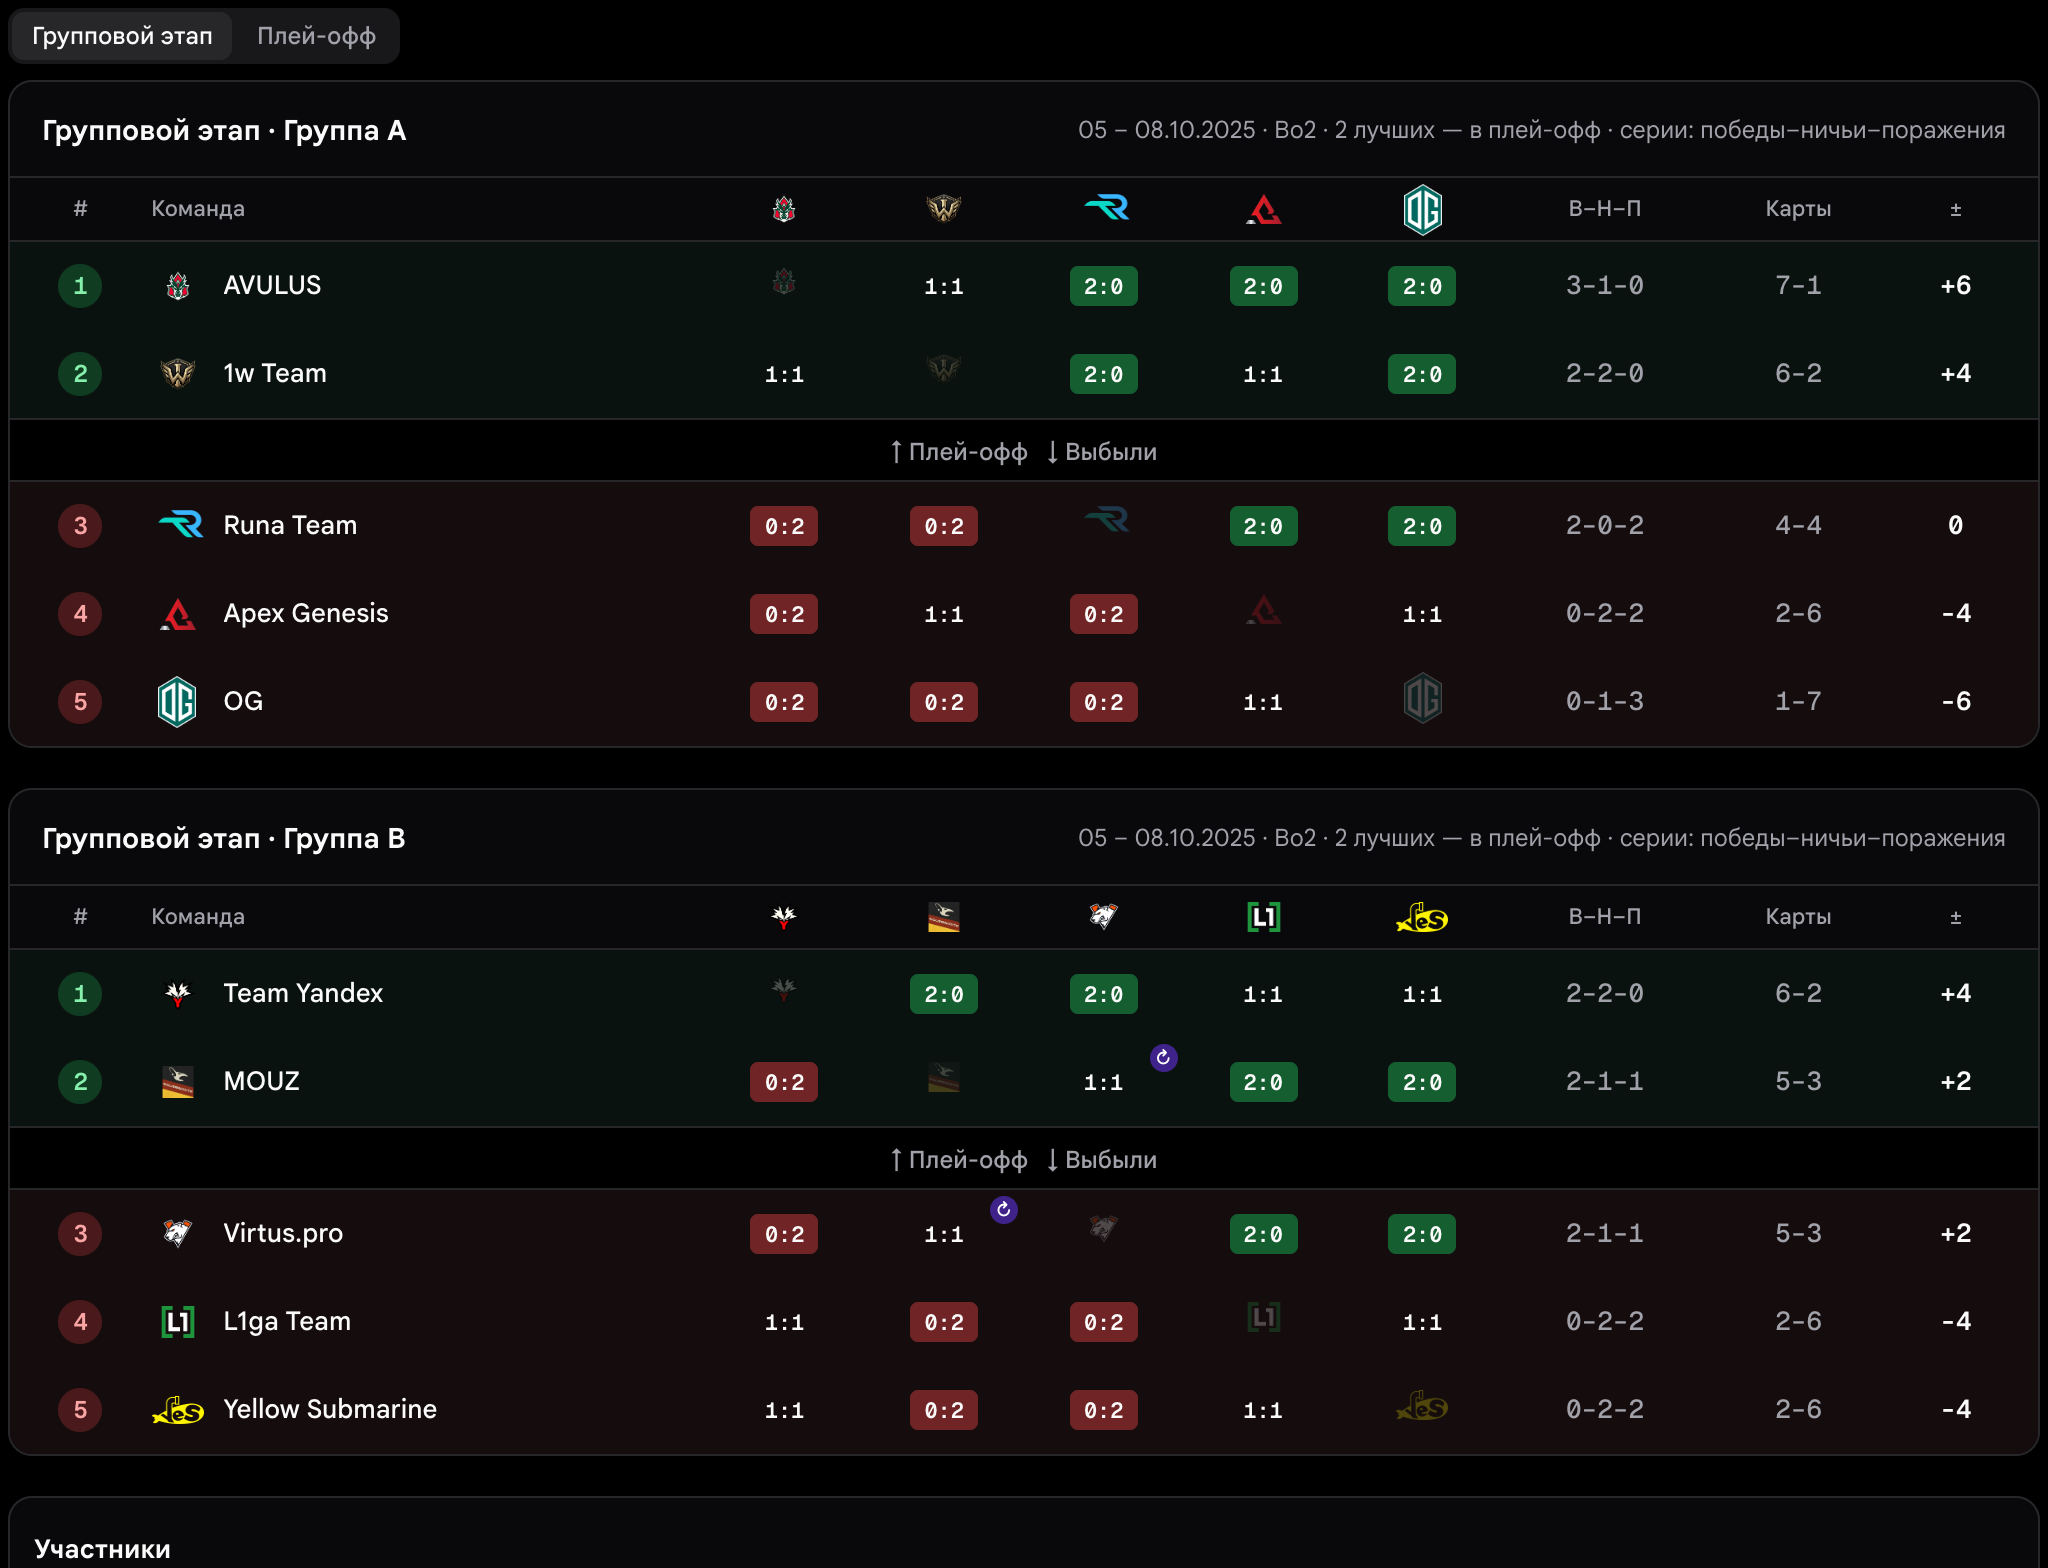 Групповой этап Плей-офф
Групповой этап · Группа A 05 – 08.10.2025 · Bo2 · 2 лучших — в плей-офф · серии: победы–ничьи–поражения
# Команда В–Н–П Карты ±
1 AVULUS 1:1 2:0 2:0 2:0 3-1-0 7-1 +6
2 1w Team 1:1 2:0 1:1 2:0 2-2-0 6-2 +4
↑ Плей-офф ↓ Выбыли
3 Runa Team 0:2 0:2 2:0 2:0 2-0-2 4-4 0
4 Apex Genesis 0:2 1:1 0:2 1:1 0-2-2 2-6 -4
5 OG OG 0:2 0:2 0:2 1:1 0-1-3 1-7 -6
Групповой этап · Группа B 05 – 08.10.2025 · Bo2 · 2 лучших — в плей-офф · серии: победы–ничьи–поражения
# Команда L1 В–Н–П Карты ±
1 Team Yandex 2:0 2:0 1:1 1:1 2-2-0 6-2 +4
2 MOUZ 0:2 1:1 2:0 2:0 2-1-1 5-3 +2
↑ Плей-офф ↓ Выбыли
3 Virtus.pro 0:2 1:1 2:0 2:0 2-1-1 5-3 +2
4 L1 L1ga Team 1:1 0:2 0:2 1:1 0-2-2 2-6 -4
5 Yellow Submarine 1:1 0:2 0:2 1:1 0-2-2 2-6 -4
Участники